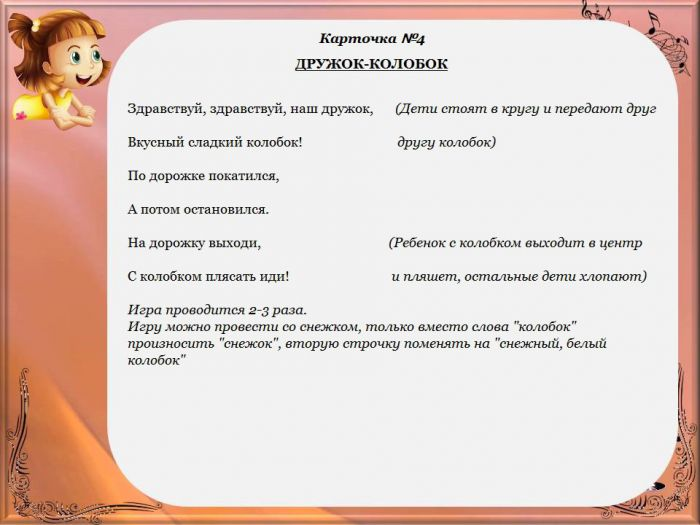 Карточка №4
ДРУЖОК-КОЛОБОК
Здравствуй, здравствуй, наш дружок, (Дети стоят в кругу и передают друг
Вкусный сладкий колобок! другу колобок)
По дорожке покатился,
А потом остановился.
На дорожку выходи, (Ребенок с колобком выходит в центр
С колобком плясать иди! и пляшет, остальные дети хлопают)
Игра проводится 2-3 раза.
Игру можно провести со снежком, только вместо слова "колобок"
произносить "снежок", вторую строчку поменять на "снежный, белый
колобок"